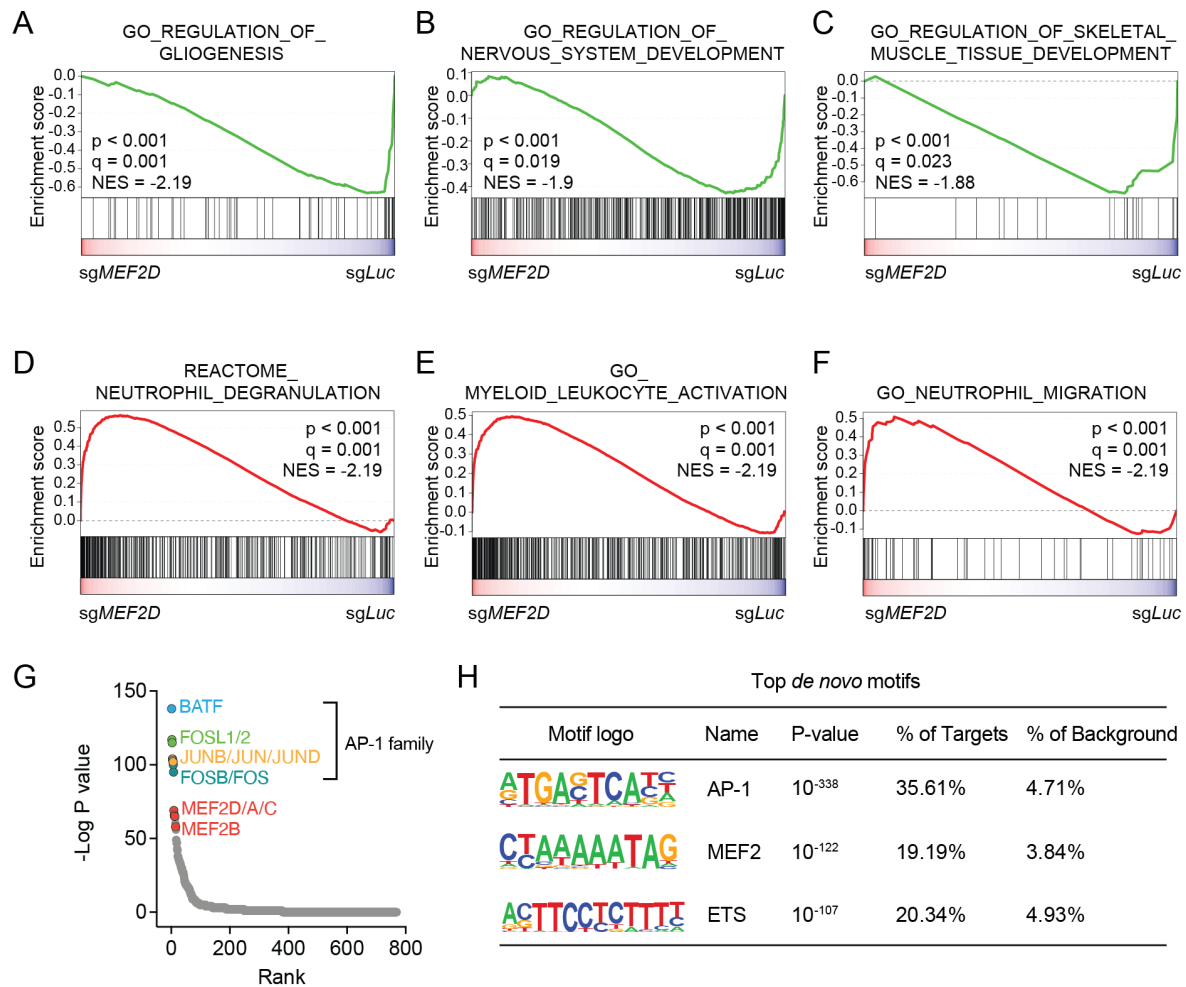 A
GO_REGULATION_OF_
GLIOGENESIS
Enrichment score
0.0
-0.1
-0.2
-0.3
-0.4
-0.5
-0.6
p < 0.001
q = 0.001
NES = -2.19
sgMEF2D
sgLuc
B
GO_REGULATION_OF_
NERVOUS_SYSTEM_DEVELOPMENT
Enrichment score
0.1
0.0
-0.1
-0.2
-0.3
-0.4
p < 0.001
q = 0.019
NES = -1.9
sgMEF2D
sgLuc
C
GO_REGULATION_OF_SKELETAL_
MUSCLE_TISSUE_DEVELOPMENT
Enrichment score
0.0
-0.1
-0.2
-0.3
-0.4
-0.5
-0.6
p < 0.001
q = 0.023
NES = -1.88
sgMEF2D
sgLuc
D
REACTOME_
NEUTROPHIL_DEGRANULATION
Enrichment score
0.5
0.4
0.3
0.2
0.1
0.0
p < 0.001
q = 0.001
NES = -2.19
sgMEF2D
sgLuc
E
GO_
MYELOID_LEUKOCYTE_ACTIVATION
Enrichment score
0.5
0.4
0.3
0.2
0.1
0.0
-0.1
p < 0.001
q = 0.001
NES = -2.19
sgMEF2D
sgLuc
F
GO_NEUTROPHIL_MIGRATION
Enrichment score
0.5
0.4
0.3
0.2
0.1
0.0
-0.1
p < 0.001
q = 0.001
NES = -2.19
sgMEF2D
sgLuc
G
-Log P value
150
100
50
0
BATF
FOSL1/2
JUNB/JUN/JUND
FOSB/FOS
AP-1 family
MEF2D/A/C
MEF2B
0 200 400 600 800
Rank
H
Top de novo motifs
Motif logo Name P-value % of Targets % of Background
AP-1 10-338 35.61% 4.71%
MEF2 10-122 19.19% 3.84%
ETS 10-107 20.34% 4.93%